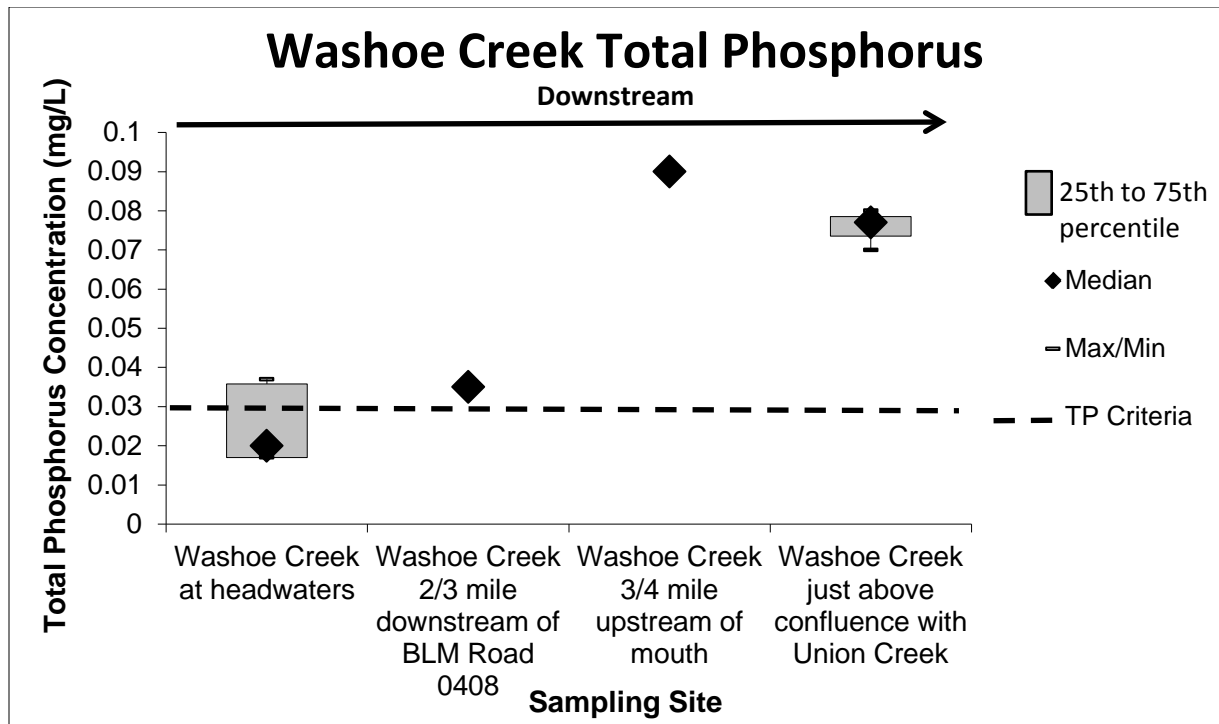 Washoe Creek Total Phosphorus
Downstream
Total Phosphorus Concentration (mg/L)
0.1
0.09
0.08
0.07
0.06
0.05
0.04
0.03
0.02
0.01
0
25th to 75th
percentile
Median
Max/Min
TP Criteria
Washoe Creek
at headwaters
Washoe Creek
2/3 mile
downstream of
BLM Road
0408
Washoe Creek
3/4 mile
upstream of
mouth
Washoe Creek
just above
confluence with
Union Creek
Sampling Site